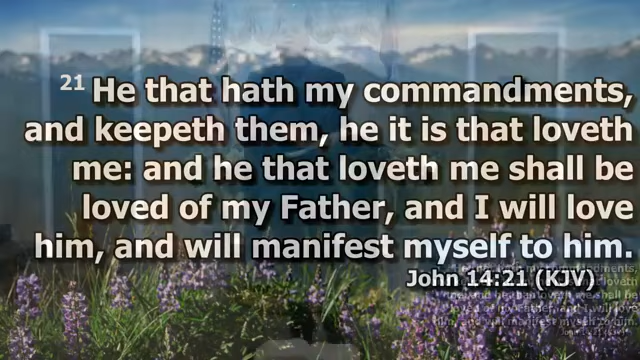 21 He that hath my commandments,
and keepeth them, he it is that loveth
me: and he that loveth me shall be
loved of my Father, and I will love
him, and will manifest myself to him.
John 14:21 (KJV)